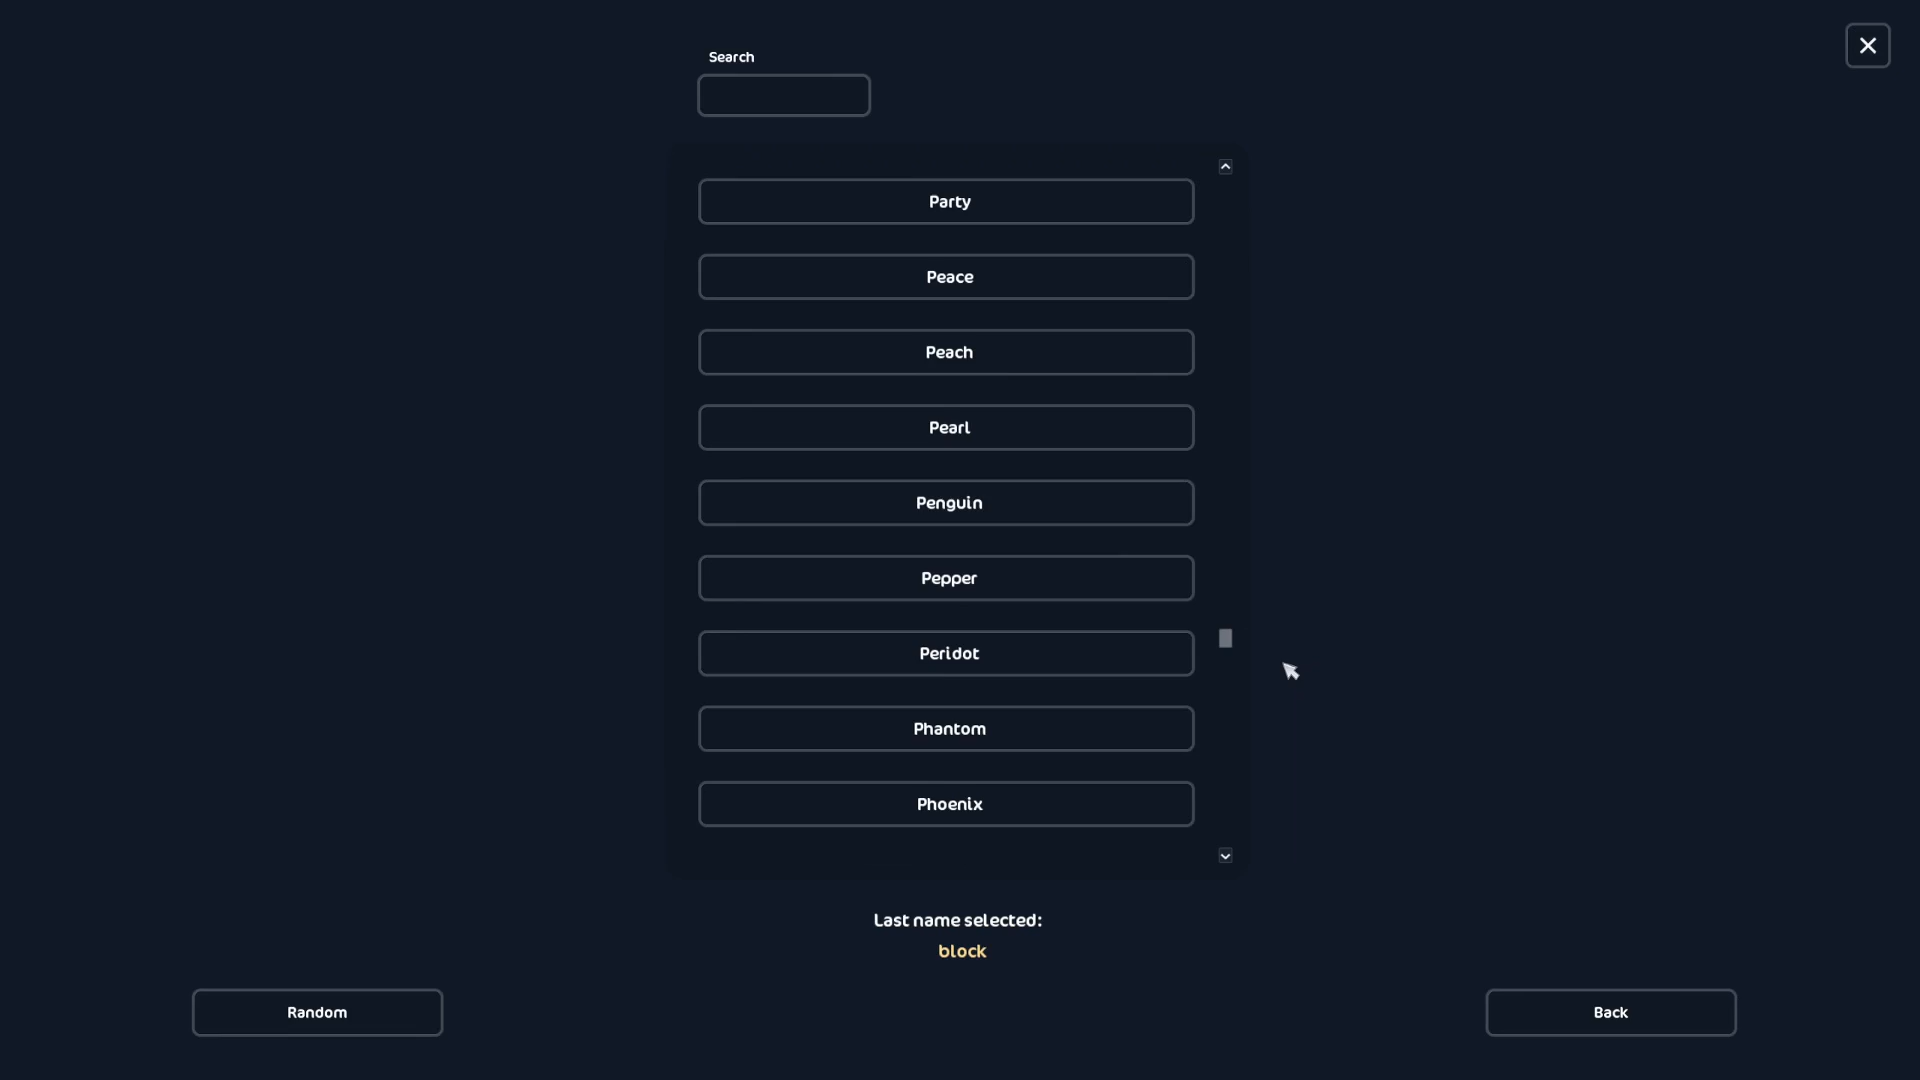 Search
Party
Peace
Peach
Pearl
Penguin
Pepper
Peridot
Phantom
Phoenix
Last name selected:
block
Random
Back